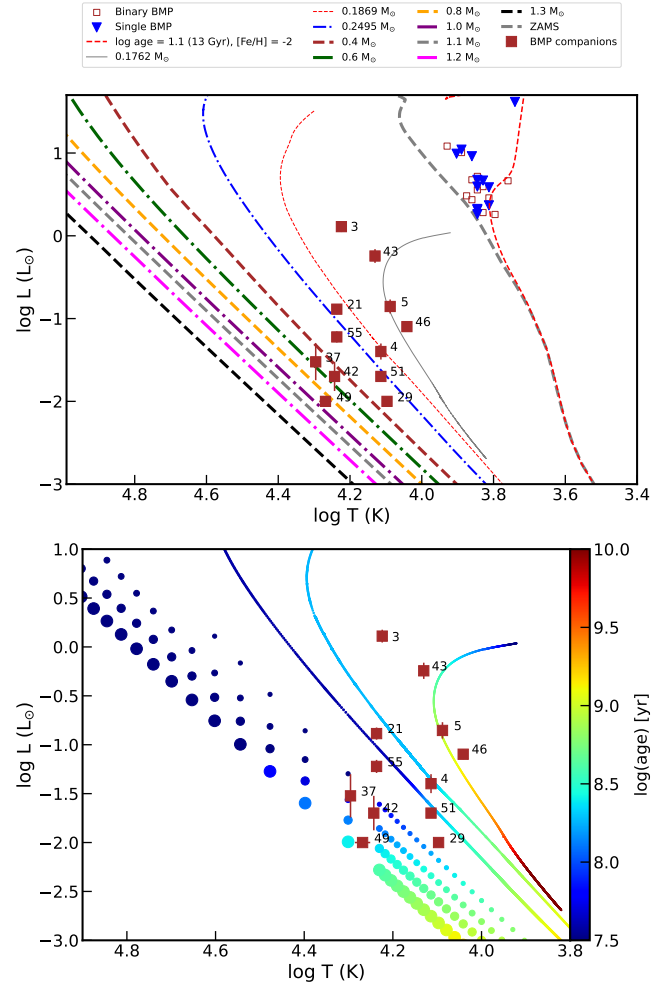 Binary BMP
Single BMP
log age = 1.1 (13 Gyr), [Fe/H] = -2
0.1762 M⊙
0.1869 M⊙
0.2495 M⊙
0.4 M⊙
0.6 M⊙
0.8 M⊙
1.0 M⊙
1.1 M⊙
1.2 M⊙
1.3 M⊙
ZAMS
BMP companions
log L (L⊙)
1
0
−1
−2
−3
3
43
21
5
46
55
4
37
42
51
49
29
4.8 4.6 4.4 4.2 4.0 3.8 3.6 3.4
log T (K)
log L (L⊙)
1.0
0.5
0.0
−0.5
−1.0
−1.5
−2.0
−2.5
−3.0
3
43
21
5
46
55
4
37
42
51
49
29
4.8 4.6 4.4 4.2 4.0
log T (K)
10.0
9.5
9.0
8.5
8.0
7.5
log(age) [yr]